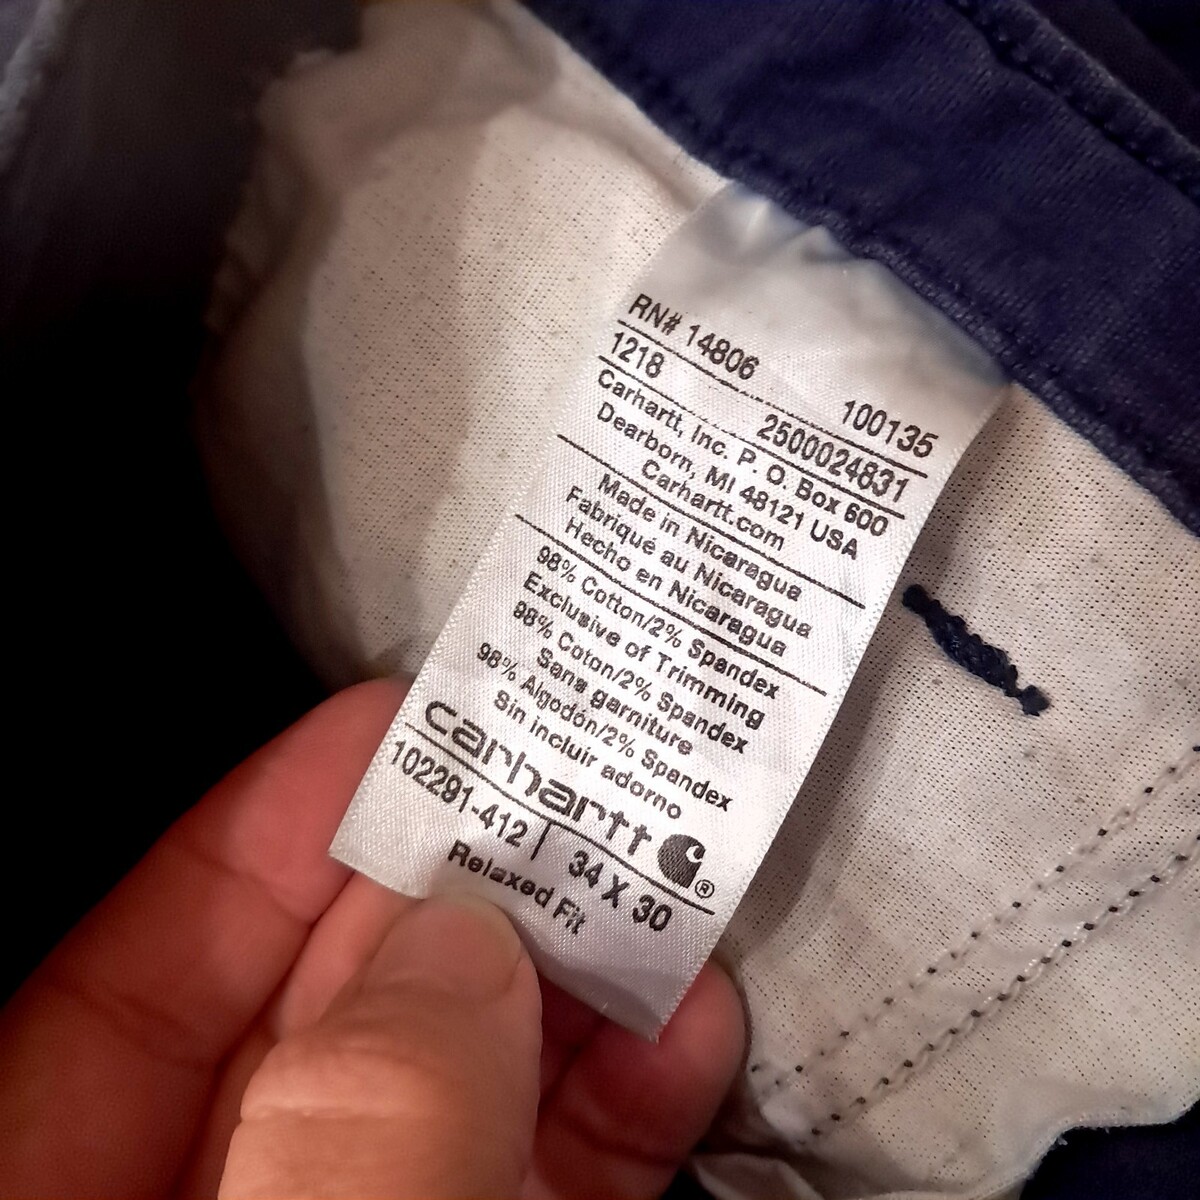 RN# 14806 100135
1218 2500024831
Carhartt, Inc. P. O. Box 600
Dearborn, MI 48121 USA
Carhartt.com
Made in Nicaragua
Fabriqué au Nicaragua
Hecho en Nicaragua
98% Cotton/2% Spandex
Exclusive of Trimming
98% Coton/2% Spandex
Sans garniture
98% Algodón/2% Spandex
Sin incluir adorno
carhartt ®
102291-412 | 34 X 30
Relaxed Fit